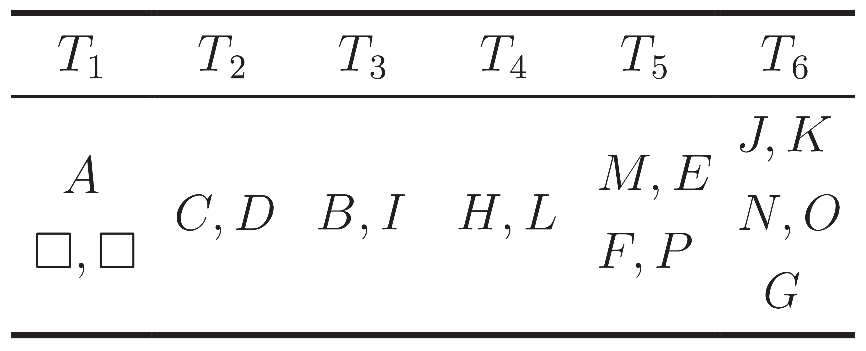 T₁ T₂ T₃ T₄ T₅ T₆
J, K
A M, E
C, D B, I H, L N, O
□, □ F, P
G